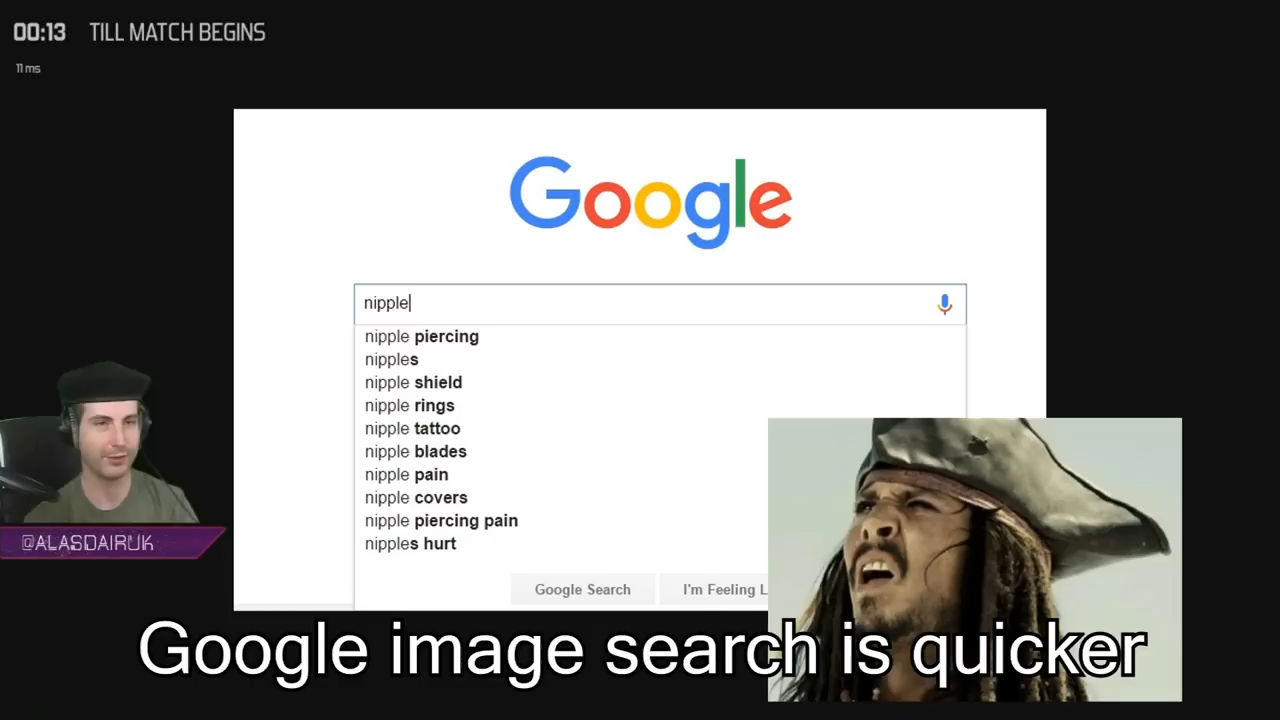 00:13 TILL MATCH BEGINS
11 ms
Google
nipple
nipple piercing
nipples
nipple shield
nipple rings
nipple tattoo
nipple blades
nipple pain
nipple covers
nipple piercing pain
nipples hurt
Google Search I'm Feeling L
@ALASDAIRUK
Google image search is quicker